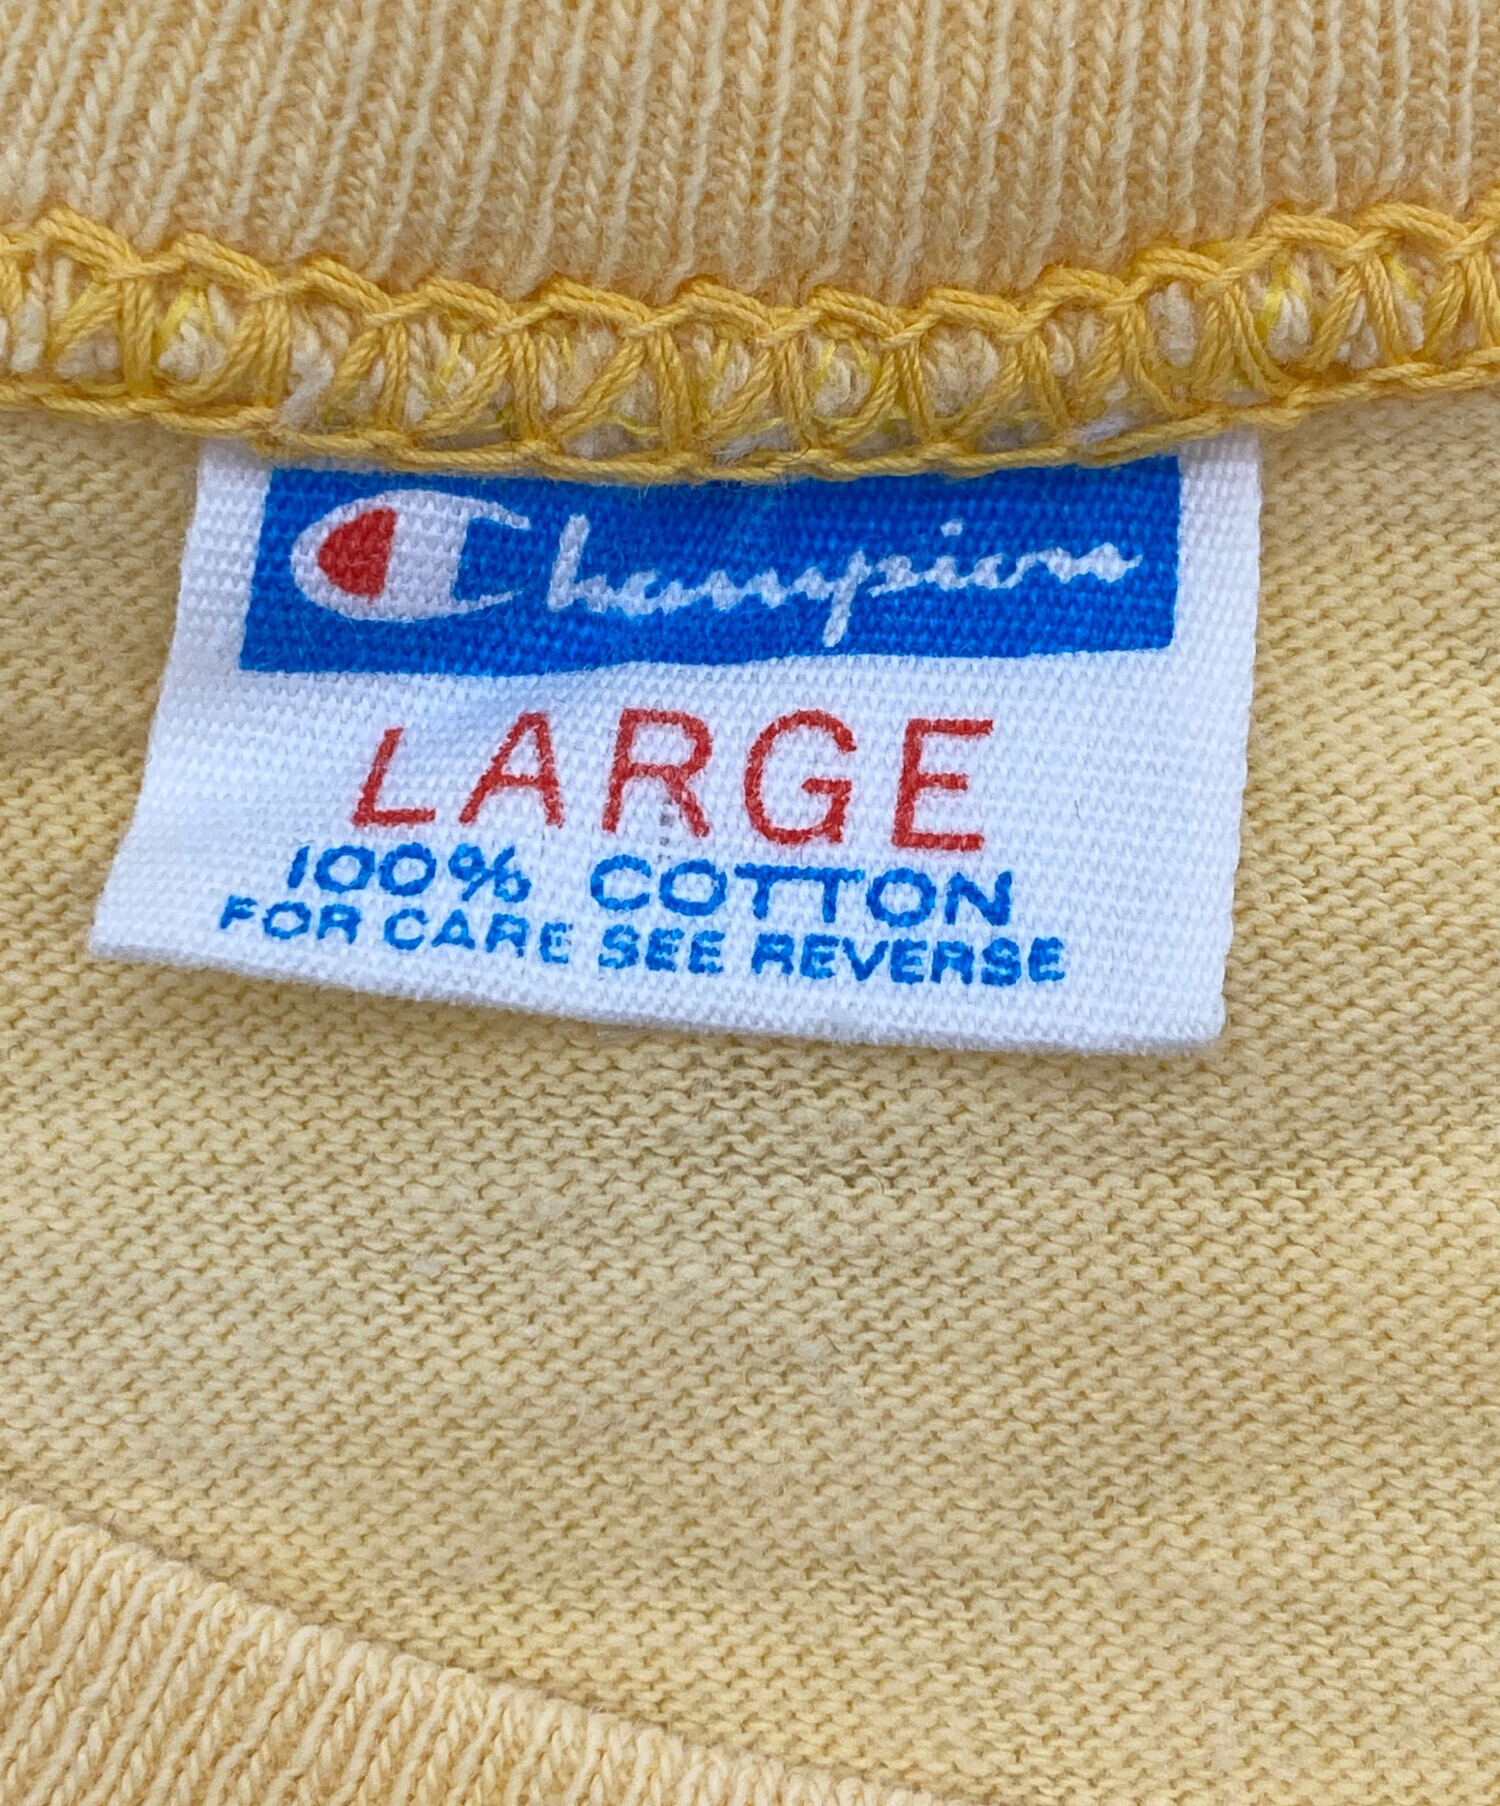 Champion
LARGE
100% COTTON
FOR CARE SEE REVERSE